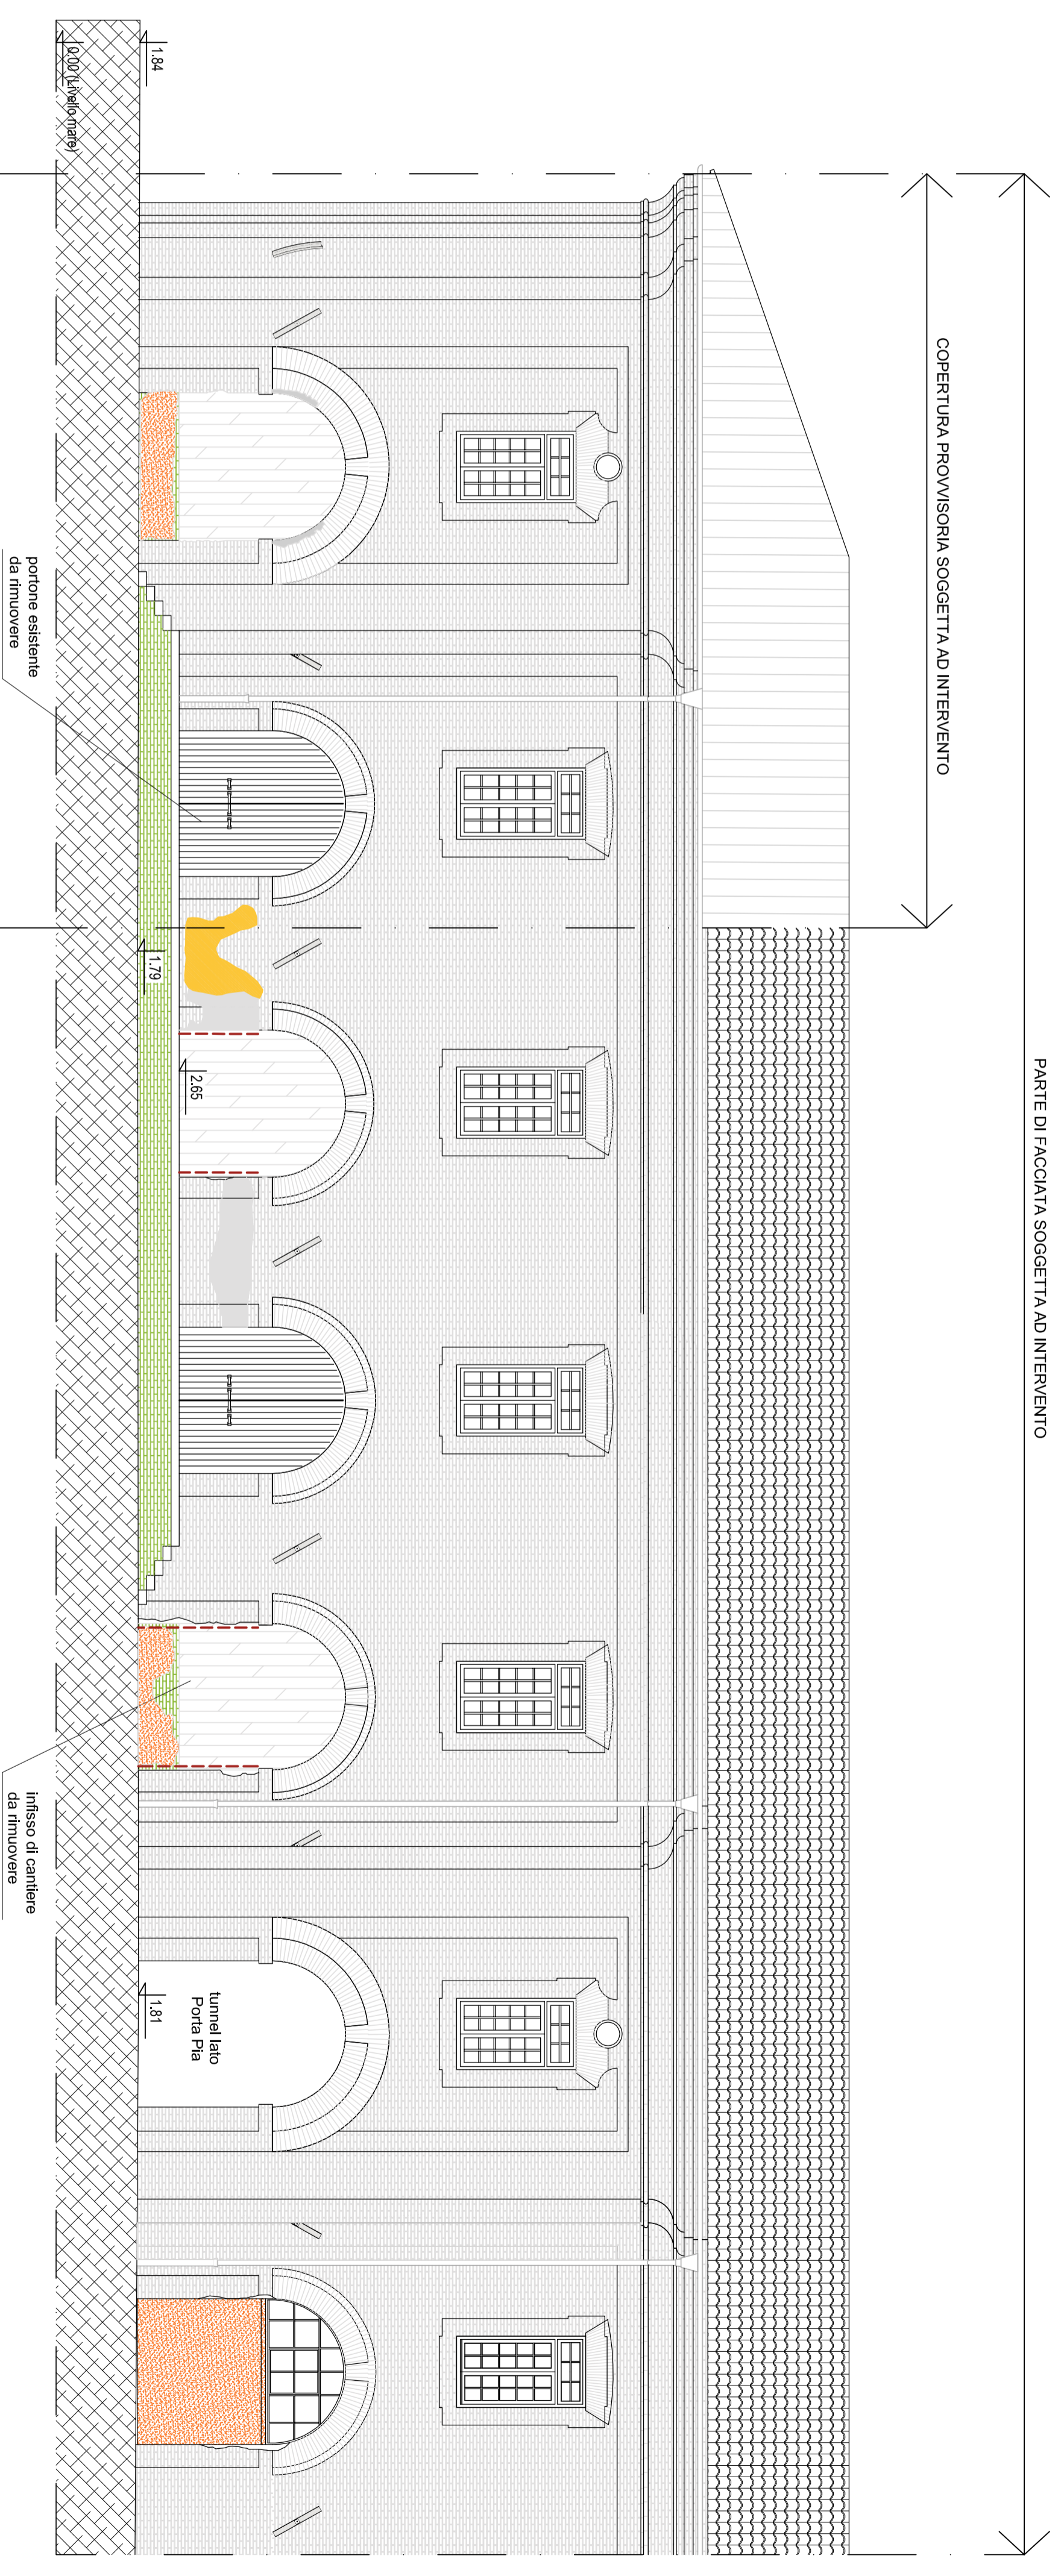 PARTE DI FACCIATA SOGGETTA AD INTERVENTO
COPERTURA PROVVISORIA SOGGETTA AD INTERVENTO
1.84
0.00 (Livello mare)
1.79
2.65
tunnel lato
Porta Pia
1.81
portone esistente
da rimuovere
infisso di cantiere
da rimuovere